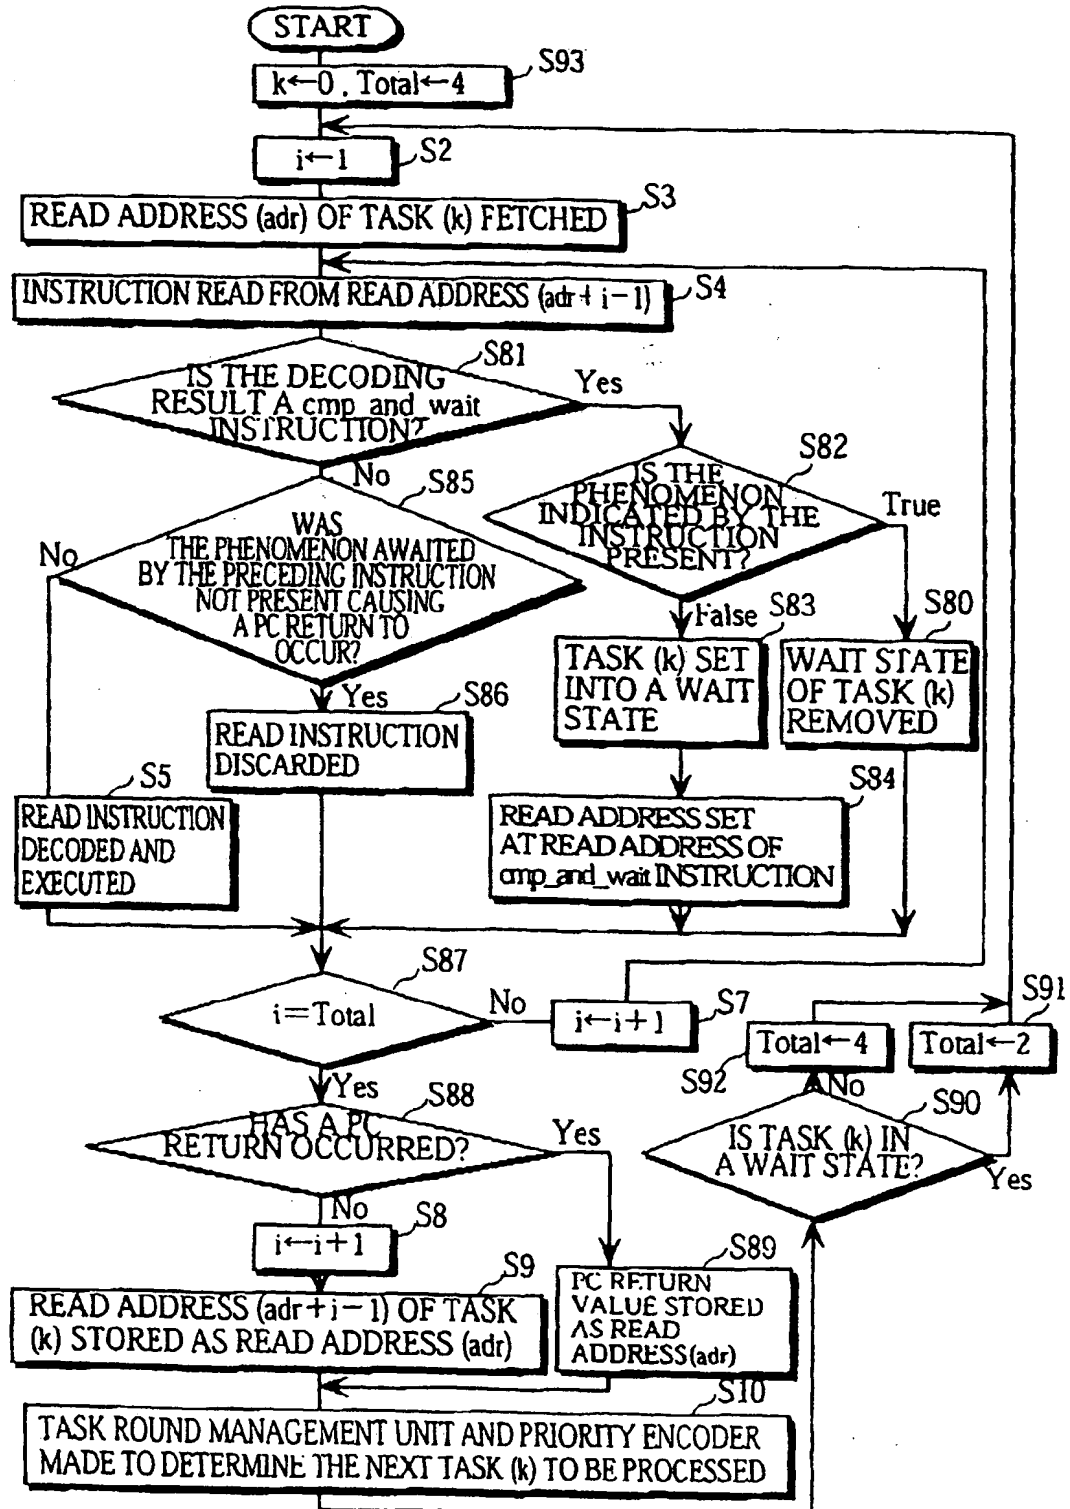 START
k←0, Total←4
S93
i←1
S2
READ ADDRESS (adr) OF TASK (k) FETCHED
S3
INSTRUCTION READ FROM READ ADDRESS (adr+i−1)
S4
IS THE DECODING
RESULT A cmp_and_wait
INSTRUCTION?
S81
Yes
No
IS THE
PHENOMENON
INDICATED BY THE
INSTRUCTION
PRESENT?
S82
True
False
WAS
THE PHENOMENON AWAITED
BY THE PRECEDING INSTRUCTION
NOT PRESENT CAUSING
A PC RETURN TO
OCCUR?
S85
No
Yes
TASK (k) SET
INTO A WAIT
STATE
S83
WAIT STATE
OF TASK (k)
REMOVED
S80
READ INSTRUCTION
DISCARDED
S86
READ INSTRUCTION
DECODED AND
EXECUTED
S5
READ ADDRESS SET
AT READ ADDRESS OF
cmp_and_wait INSTRUCTION
S84
i=Total
S87
No
Yes
i←i+1
S7
Total←4
S92
Total←2
S91
HAS A PC
RETURN OCCURRED?
S88
Yes
No
IS TASK (k) IN
A WAIT STATE?
S90
No
Yes
i←i+1
S8
READ ADDRESS (adr+i−1) OF TASK
(k) STORED AS READ ADDRESS (adr)
S9
PC RETURN
VALUE STORED
AS READ
ADDRESS(adr)
S89
TASK ROUND MANAGEMENT UNIT AND PRIORITY ENCODER
MADE TO DETERMINE THE NEXT TASK (k) TO BE PROCESSED
S10